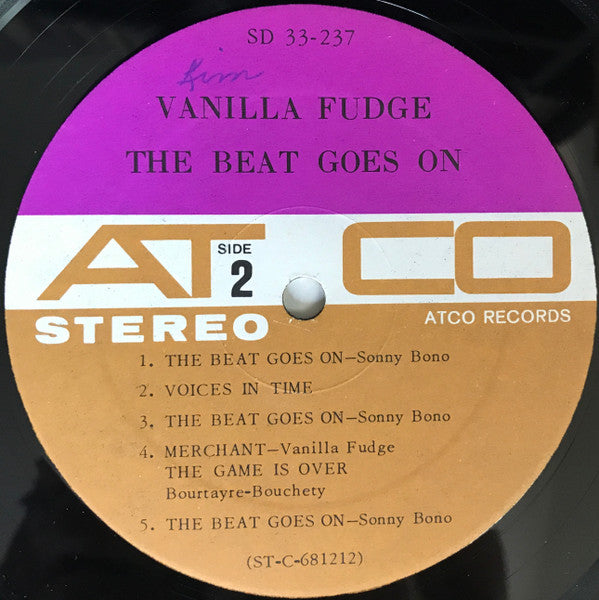 SD 33-237
Kim
VANILLA FUDGE
THE BEAT GOES ON
AT CO
SIDE
2
STEREO
ATCO RECORDS
1. THE BEAT GOES ON—Sonny Bono
2. VOICES IN TIME
3. THE BEAT GOES ON—Sonny Bono
4. MERCHANT—Vanilla Fudge
THE GAME IS OVER
Bourtayre-Bouchety
5. THE BEAT GOES ON—Sonny Bono
(ST-C-681212)